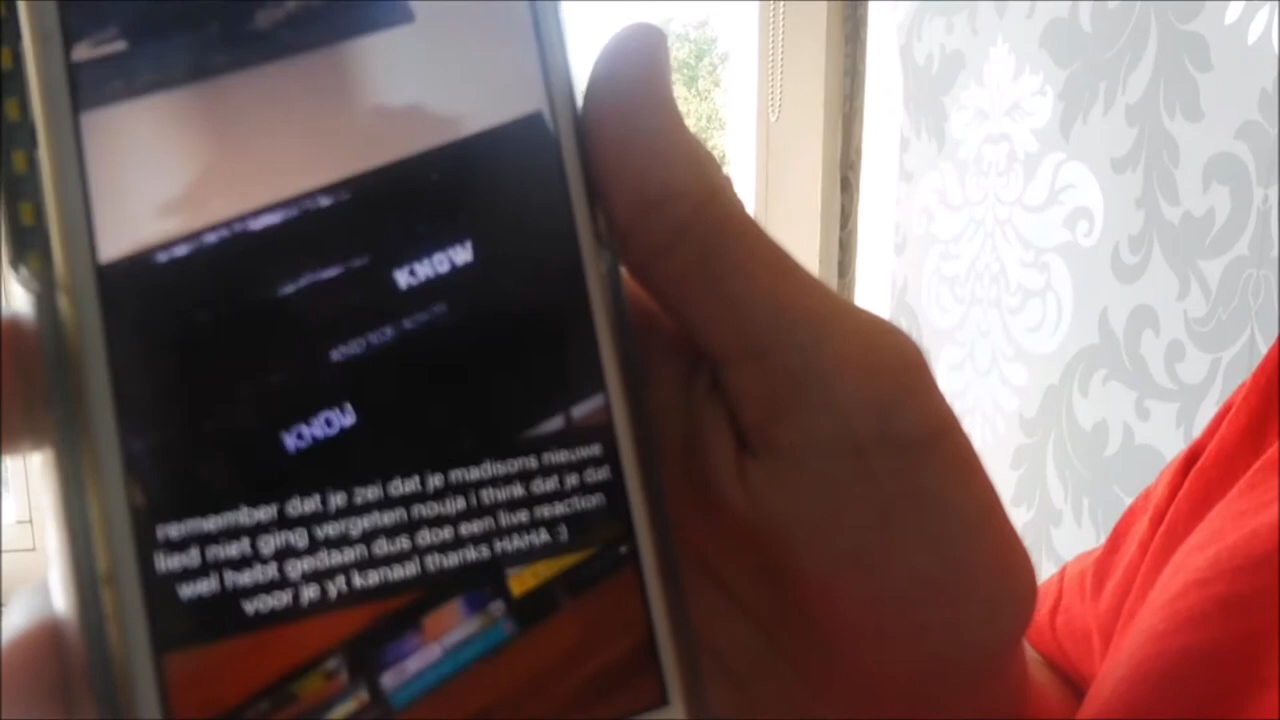 KNOW
KNOW
remember dat je zei dat je madisons nieuwe
lied niet ging vergeten nouja i think dat je dat
wel hebt gedaan dus doe een live reaction
voor je yt kanaal thanks HAHA :)